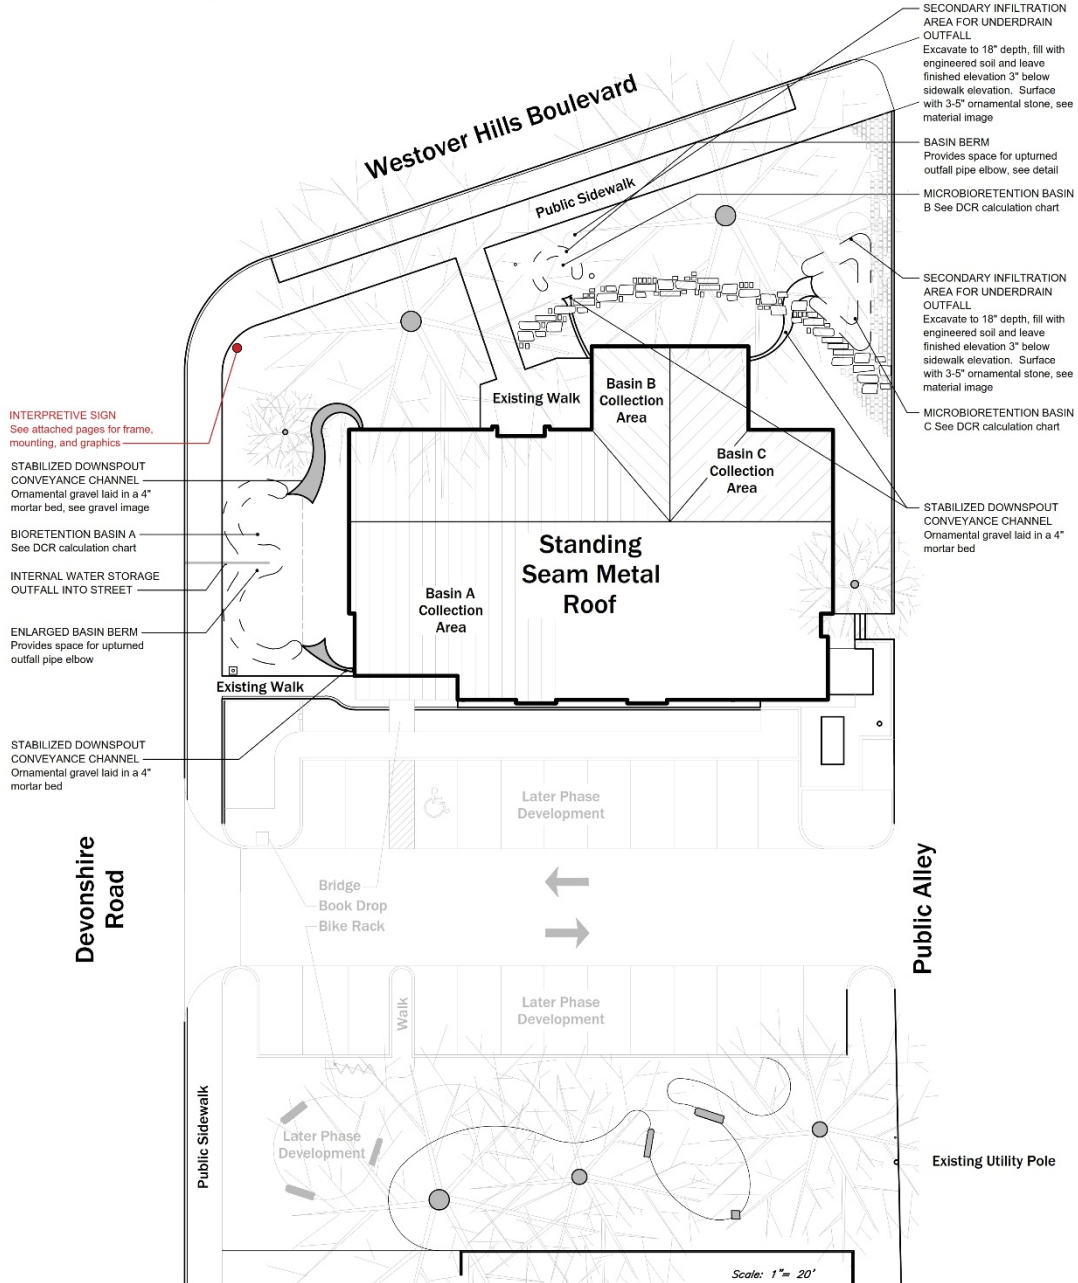 SECONDARY INFILTRATION
AREA FOR UNDERDRAIN
OUTFALL
Excavate to 18" depth, fill with
engineered soil and leave
finished elevation 3" below
sidewalk elevation. Surface
with 3-5" ornamental stone, see
material image
BASIN BERM
Provides space for upturned
outfall pipe elbow, see detail
MICROBIORETENTION BASIN
B See DCR calculation chart
SECONDARY INFILTRATION
AREA FOR UNDERDRAIN
OUTFALL
Excavate to 18" depth, fill with
engineered soil and leave
finished elevation 3" below
sidewalk elevation. Surface
with 3-5" ornamental stone, see
material image
MICROBIORETENTION BASIN
C See DCR calculation chart
STABILIZED DOWNSPOUT
CONVEYANCE CHANNEL
Ornamental gravel laid in a 4"
mortar bed
Westover Hills Boulevard
Public Sidewalk
INTERPRETIVE SIGN
See attached pages for frame,
mounting, and graphics
STABILIZED DOWNSPOUT
CONVEYANCE CHANNEL
Ornamental gravel laid in a 4"
mortar bed, see gravel image
BIORETENTION BASIN A
See DCR calculation chart
INTERNAL WATER STORAGE
OUTFALL INTO STREET
ENLARGED BASIN BERM
Provides space for upturned
outfall pipe elbow
STABILIZED DOWNSPOUT
CONVEYANCE CHANNEL
Ornamental gravel laid in a 4"
mortar bed
Existing Walk
Basin B
Collection
Area
Basin C
Collection
Area
Standing
Seam Metal
Roof
Basin A
Collection
Area
Existing Walk
Later Phase
Development
Bridge
Book Drop
Bike Rack
Devonshire
Road
Public Alley
Later Phase
Development
Walk
Public Sidewalk
Later Phase
Development
Existing Utility Pole
Scale: 1"= 20'